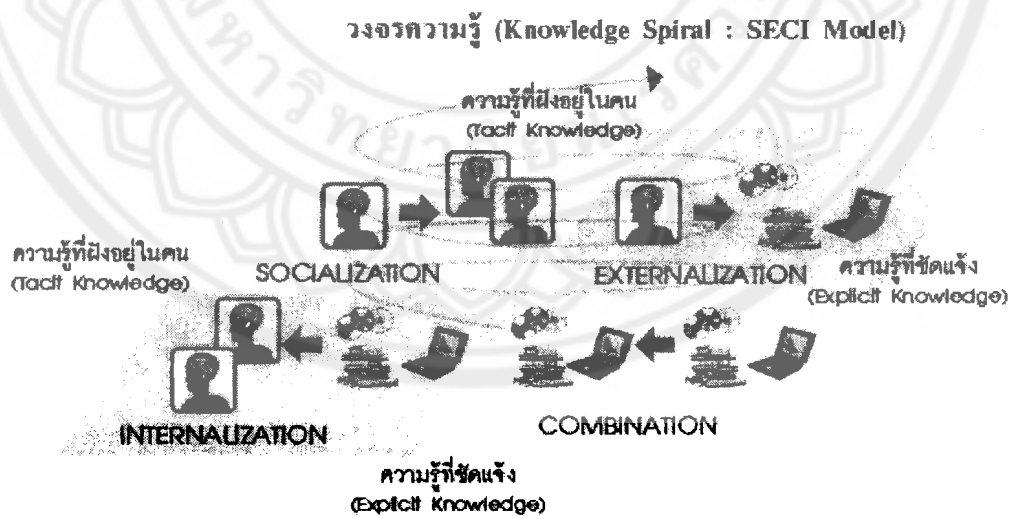 วงจรความรู้ (Knowledge Spiral : SECI Model)
ความรู้ที่ฝังอยู่ในคน
(Tacit Knowledge)
ความรู้ที่ฝังอยู่ในคน
(Tacit Knowledge)
SOCIALIZATION
EXTERNALIZATION
ความรู้ที่ชัดแจ้ง
(Explicit Knowledge)
INTERNALIZATION
COMBINATION
ความรู้ที่ชัดแจ้ง
(Explicit Knowledge)